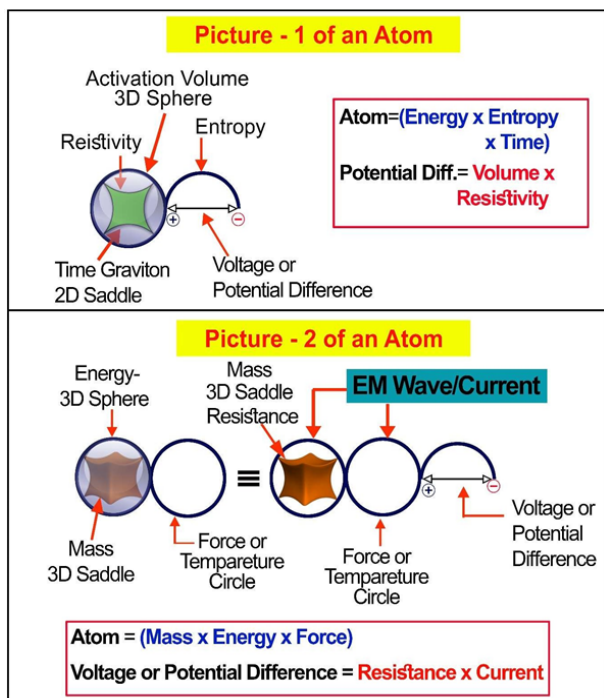 Picture - 1 of an Atom
Activation Volume
3D Sphere
Entropy
Reistivity
Time Graviton
2D Saddle
Voltage or
Potential Difference
+
−
Atom=(Energy x Entropy
x Time)
Potential Diff.= Volume x
Resistivity
Picture - 2 of an Atom
Energy-
3D Sphere
Mass
3D Saddle
Resistance
EM Wave/Current
≡
+
−
Mass
3D Saddle
Force or
Tempareture
Circle
Force or
Tempareture
Circle
Voltage or
Potential
Difference
Atom = (Mass x Energy x Force)
Voltage or Potential Difference = Resistance x Current